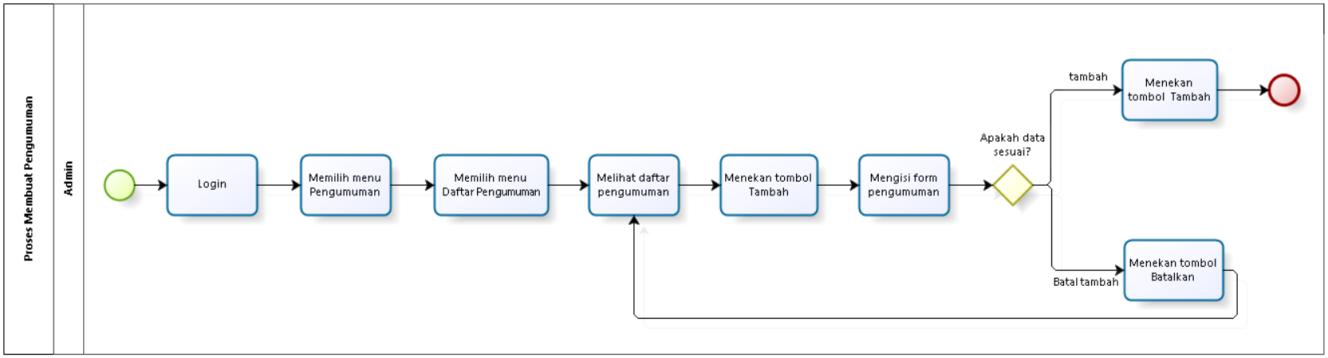 Proses Membuat Pengumuman
Admin
Login
Memilih menu
Pengumuman
Memilih menu
Daftar Pengumuman
Melihat daftar
pengumuman
Menekan tombol
Tambah
Mengisi form
pengumuman
Apakah data
sesuai?
tambah
Menekan
tombol Tambah
Batal tambah
Menekan tombol
Batalkan